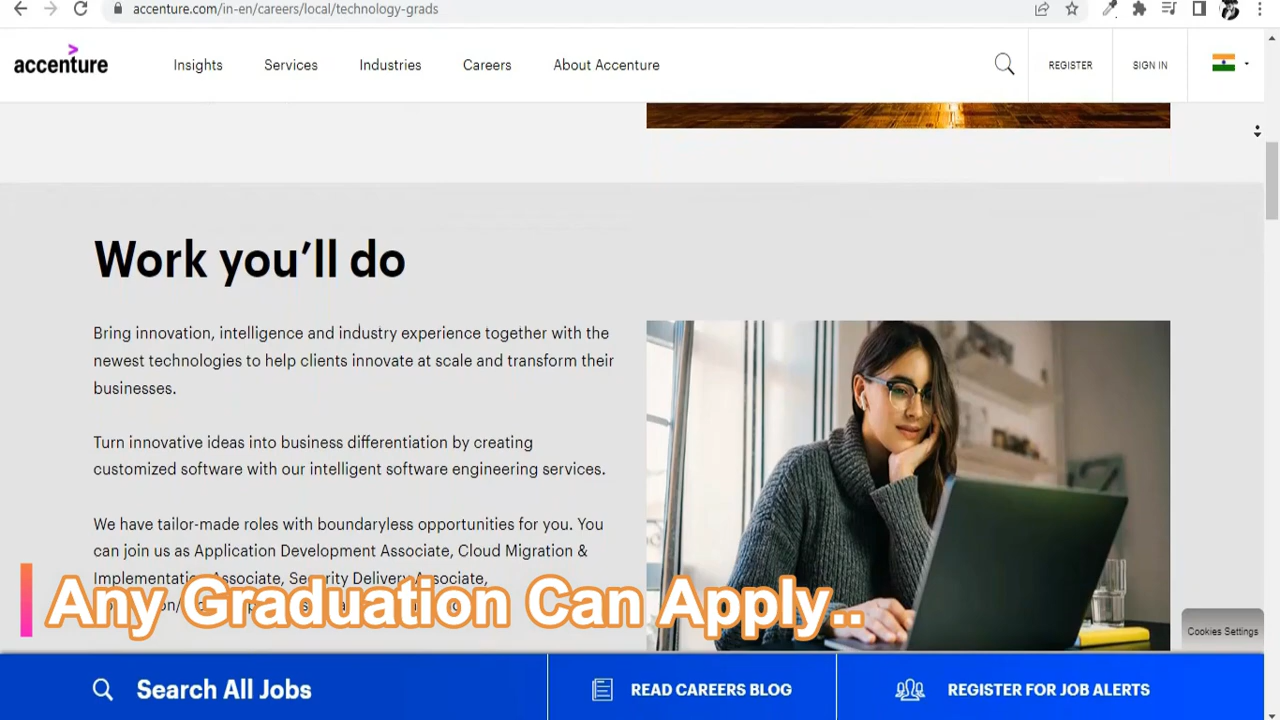 accenture.com/in-en/careers/local/technology-grads
accenture
Insights
Services
Industries
Careers
About Accenture
REGISTER
SIGN IN
Work you’ll do
Bring innovation, intelligence and industry experience together with the
newest technologies to help clients innovate at scale and transform their
businesses.
Turn innovative ideas into business differentiation by creating
customized software with our intelligent software engineering services.
We have tailor-made roles with boundaryless opportunities for you. You
can join us as Application Development Associate, Cloud Migration &
Implementation Associate, Security Delivery Associate,
Any Graduation Can Apply..
Cookies Settings
Search All Jobs
READ CAREERS BLOG
REGISTER FOR JOB ALERTS